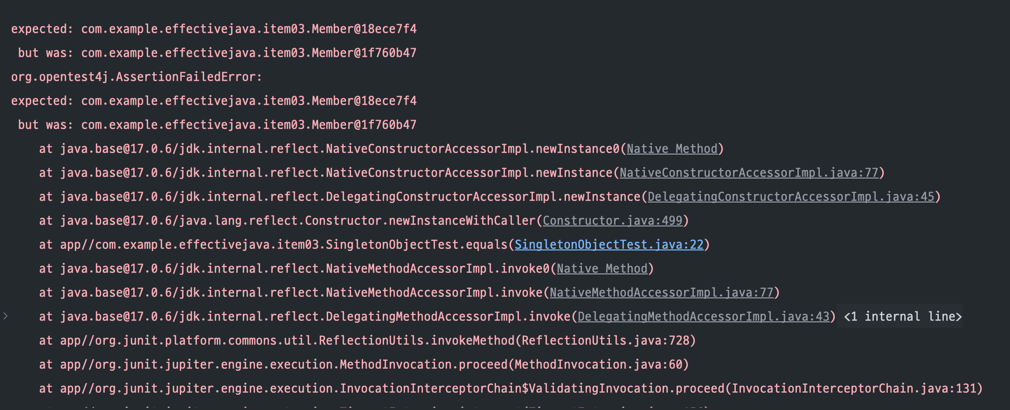 expected: com.example.effectivejava.item03.Member@18ece7f4
but was: com.example.effectivejava.item03.Member@1f760b47
org.opentest4j.AssertionFailedError:
expected: com.example.effectivejava.item03.Member@18ece7f4
but was: com.example.effectivejava.item03.Member@1f760b47
at java.base@17.0.6/jdk.internal.reflect.NativeConstructorAccessorImpl.newInstance0(Native Method)
at java.base@17.0.6/jdk.internal.reflect.NativeConstructorAccessorImpl.newInstance(NativeConstructorAccessorImpl.java:77)
at java.base@17.0.6/jdk.internal.reflect.DelegatingConstructorAccessorImpl.newInstance(DelegatingConstructorAccessorImpl.java:45)
at java.base@17.0.6/java.lang.reflect.Constructor.newInstanceWithCaller(Constructor.java:499)
at app//com.example.effectivejava.item03.SingletonObjectTest.equals(SingletonObjectTest.java:22)
at java.base@17.0.6/jdk.internal.reflect.NativeMethodAccessorImpl.invoke0(Native Method)
at java.base@17.0.6/jdk.internal.reflect.NativeMethodAccessorImpl.invoke(NativeMethodAccessorImpl.java:77)
at java.base@17.0.6/jdk.internal.reflect.DelegatingMethodAccessorImpl.invoke(DelegatingMethodAccessorImpl.java:43) <1 internal line>
at app//org.junit.platform.commons.util.ReflectionUtils.invokeMethod(ReflectionUtils.java:728)
at app//org.junit.jupiter.engine.execution.MethodInvocation.proceed(MethodInvocation.java:60)
at app//org.junit.jupiter.engine.execution.InvocationInterceptorChain$ValidatingInvocation.proceed(InvocationInterceptorChain.java:131)